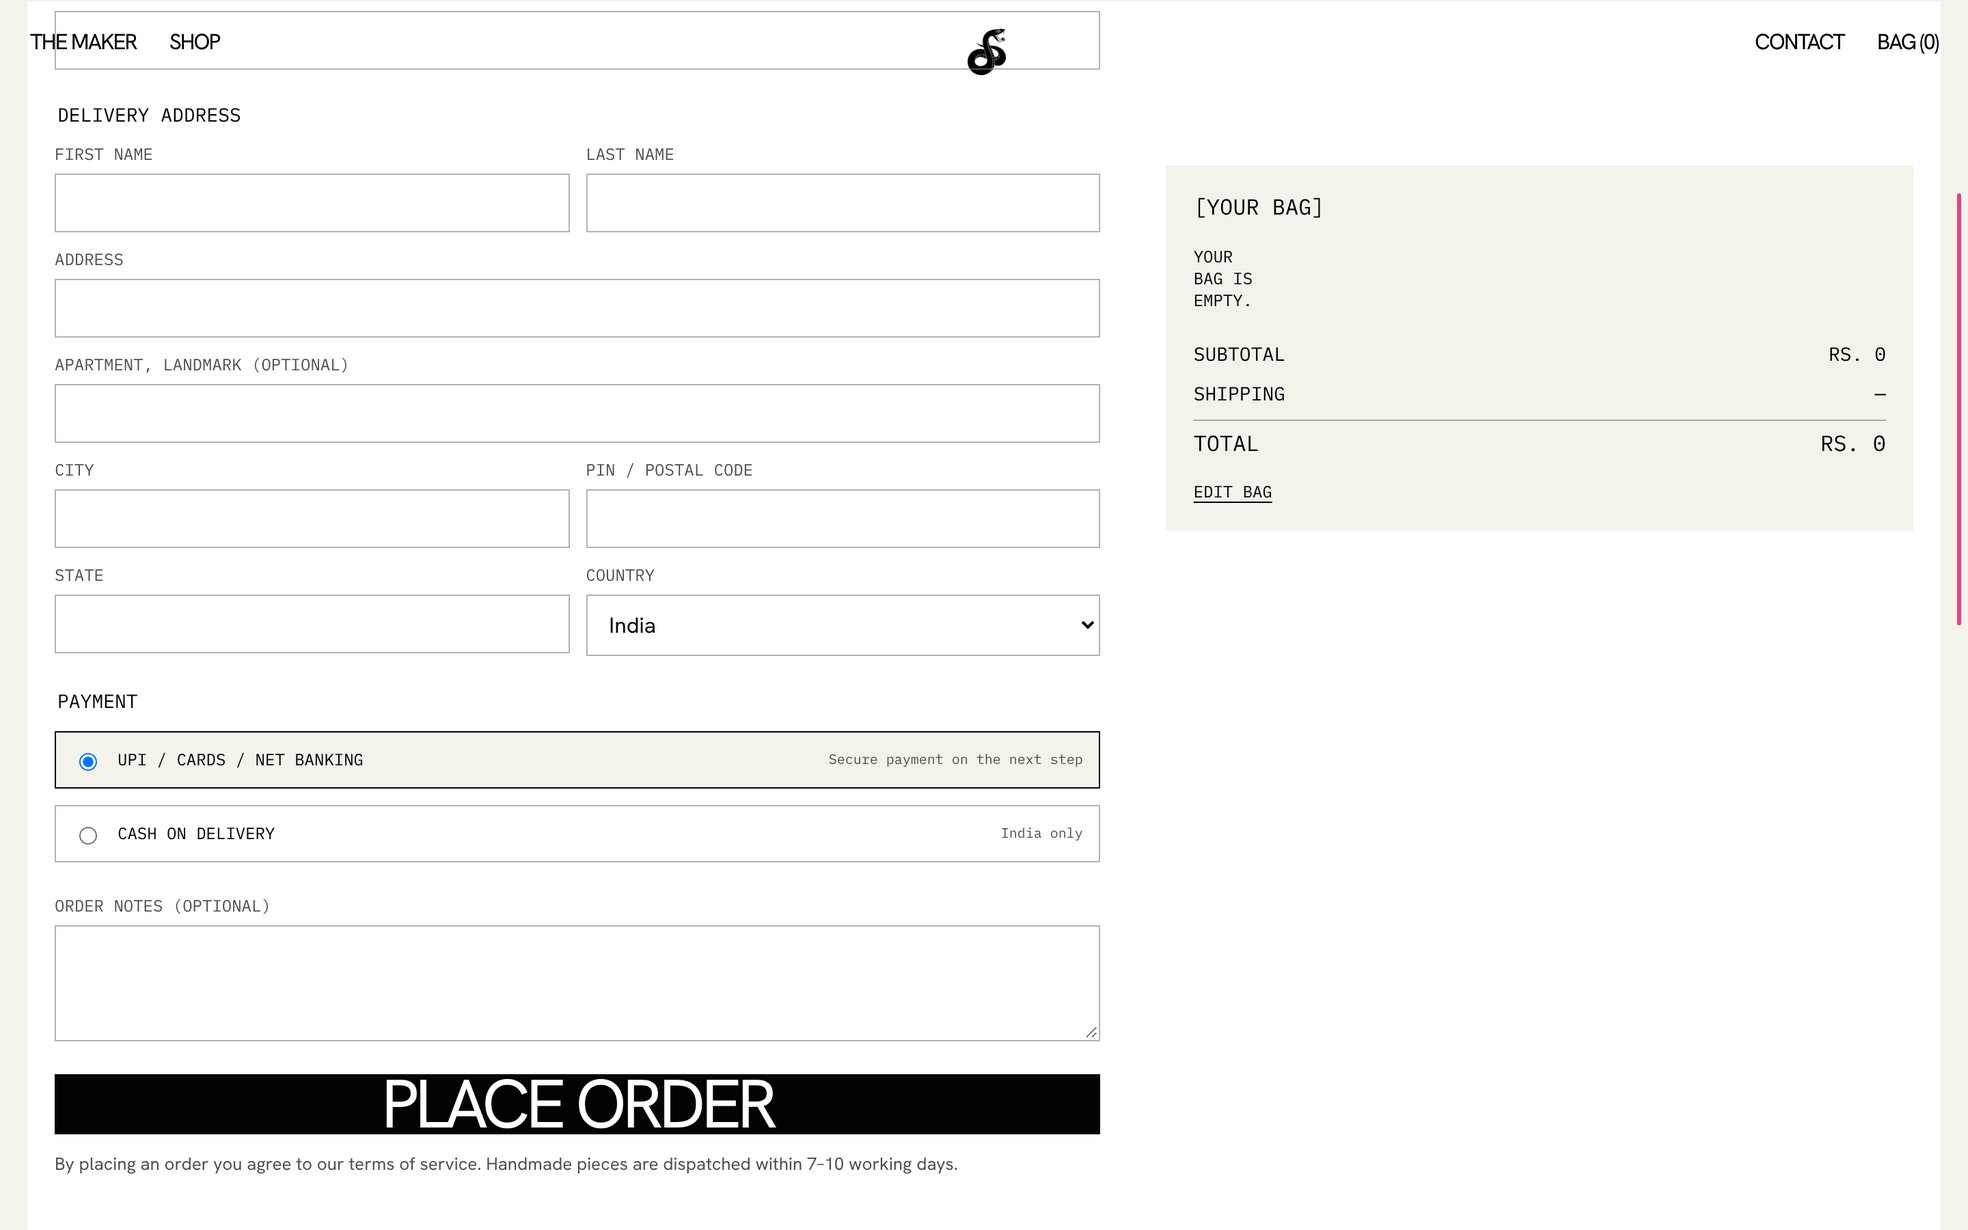 THE MAKER
SHOP
CONTACT
BAG (0)
DELIVERY ADDRESS
FIRST NAME
LAST NAME
ADDRESS
APARTMENT, LANDMARK (OPTIONAL)
CITY
PIN / POSTAL CODE
STATE
COUNTRY
India
PAYMENT
UPI / CARDS / NET BANKING
Secure payment on the next step
CASH ON DELIVERY
India only
ORDER NOTES (OPTIONAL)
PLACE ORDER
By placing an order you agree to our terms of service. Handmade pieces are dispatched within 7–10 working days.
[YOUR BAG]
YOUR
BAG IS
EMPTY.
SUBTOTAL
RS. 0
SHIPPING
—
TOTAL
RS. 0
EDIT BAG